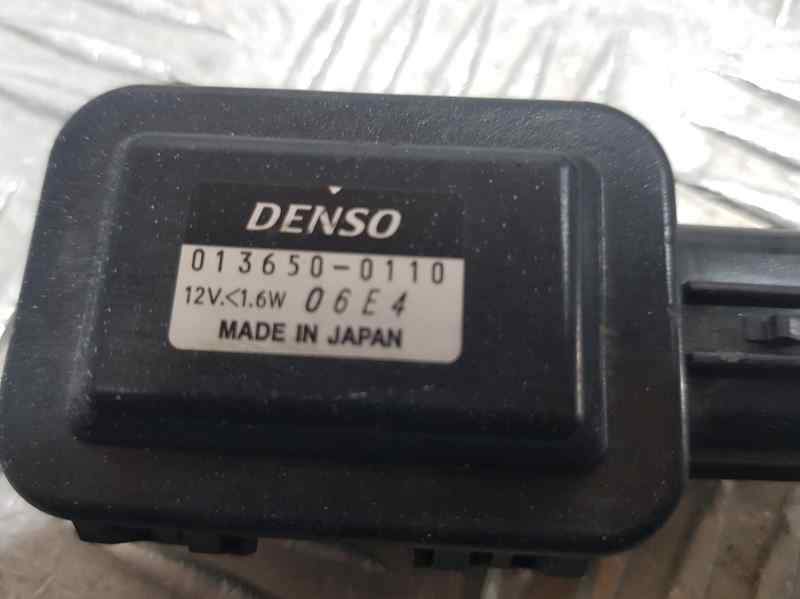 DENSO
013650-0110
12V.<1.6W 06E4
MADE IN JAPAN